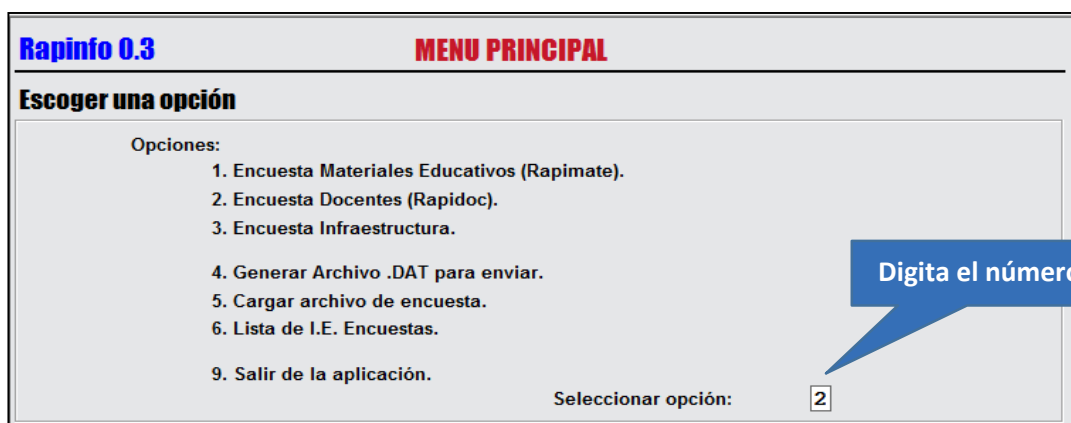 Rapinfo 0.3 MENU PRINCIPAL
Escoger una opción
Opciones:
1. Encuesta Materiales Educativos (Rapimate).
2. Encuesta Docentes (Rapidoc).
3. Encuesta Infraestructura.
4. Generar Archivo .DAT para enviar.
Digita el número
5. Cargar archivo de encuesta.
6. Lista de I.E. Encuestas.
9. Salir de la aplicación.
Seleccionar opción: 2